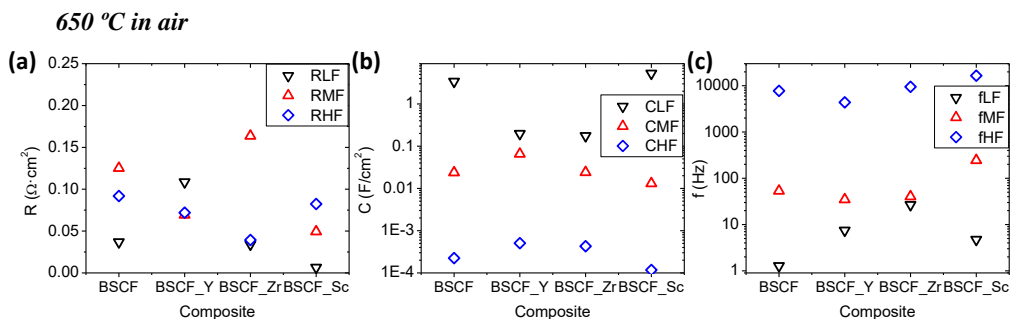 650 ºC in air
(a)
0.25
0.20
0.15
0.10
0.05
0.00
R (Ω·cm²)
RLF
RMF
RHF
BSCF BSCF_Y BSCF_Zr BSCF_Sc
Composite
(b)
1
0.1
0.01
1E-3
1E-4
C (F/cm²)
CLF
CMF
CHF
BSCF BSCF_Y BSCF_Zr BSCF_Sc
Composite
(c)
10000
1000
100
10
1
f (Hz)
fLF
fMF
fHF
BSCF BSCF_Y BSCF_Zr BSCF_Sc
Composite